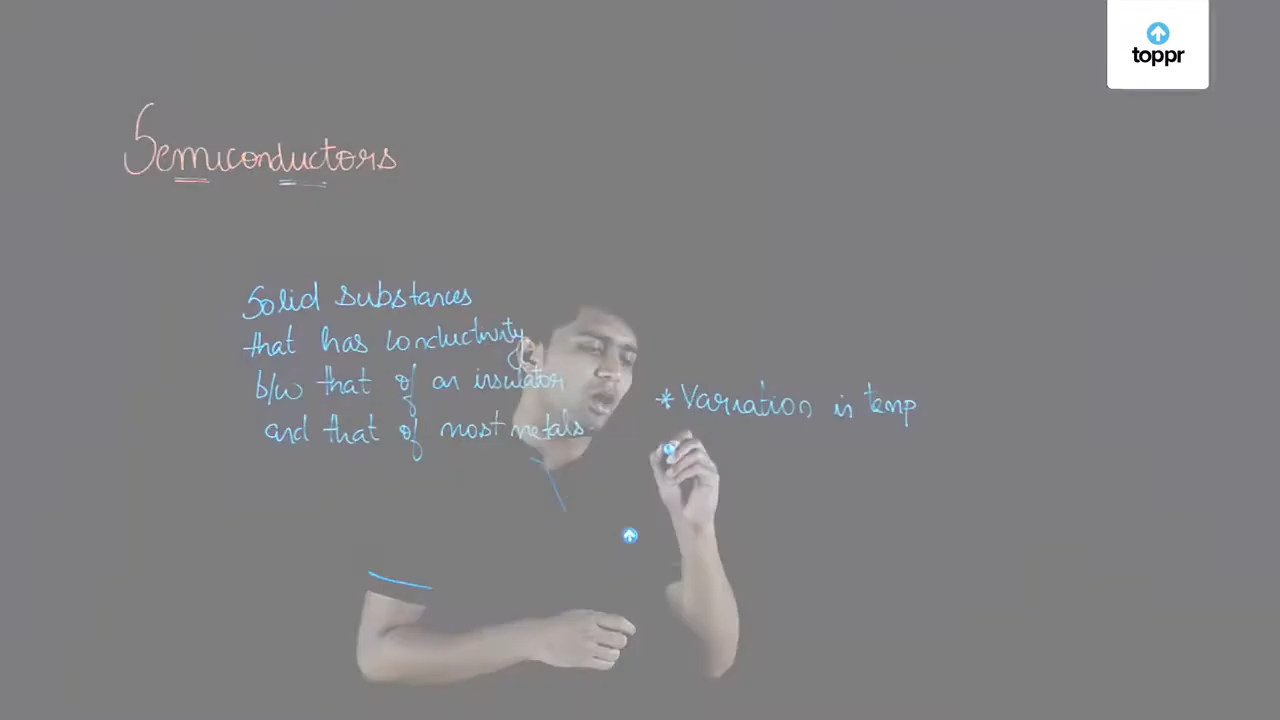 toppr
Semiconductors
Solid substances
that has conductivity
b/w that of an insulator
and that of most metals.
* Variation in temp